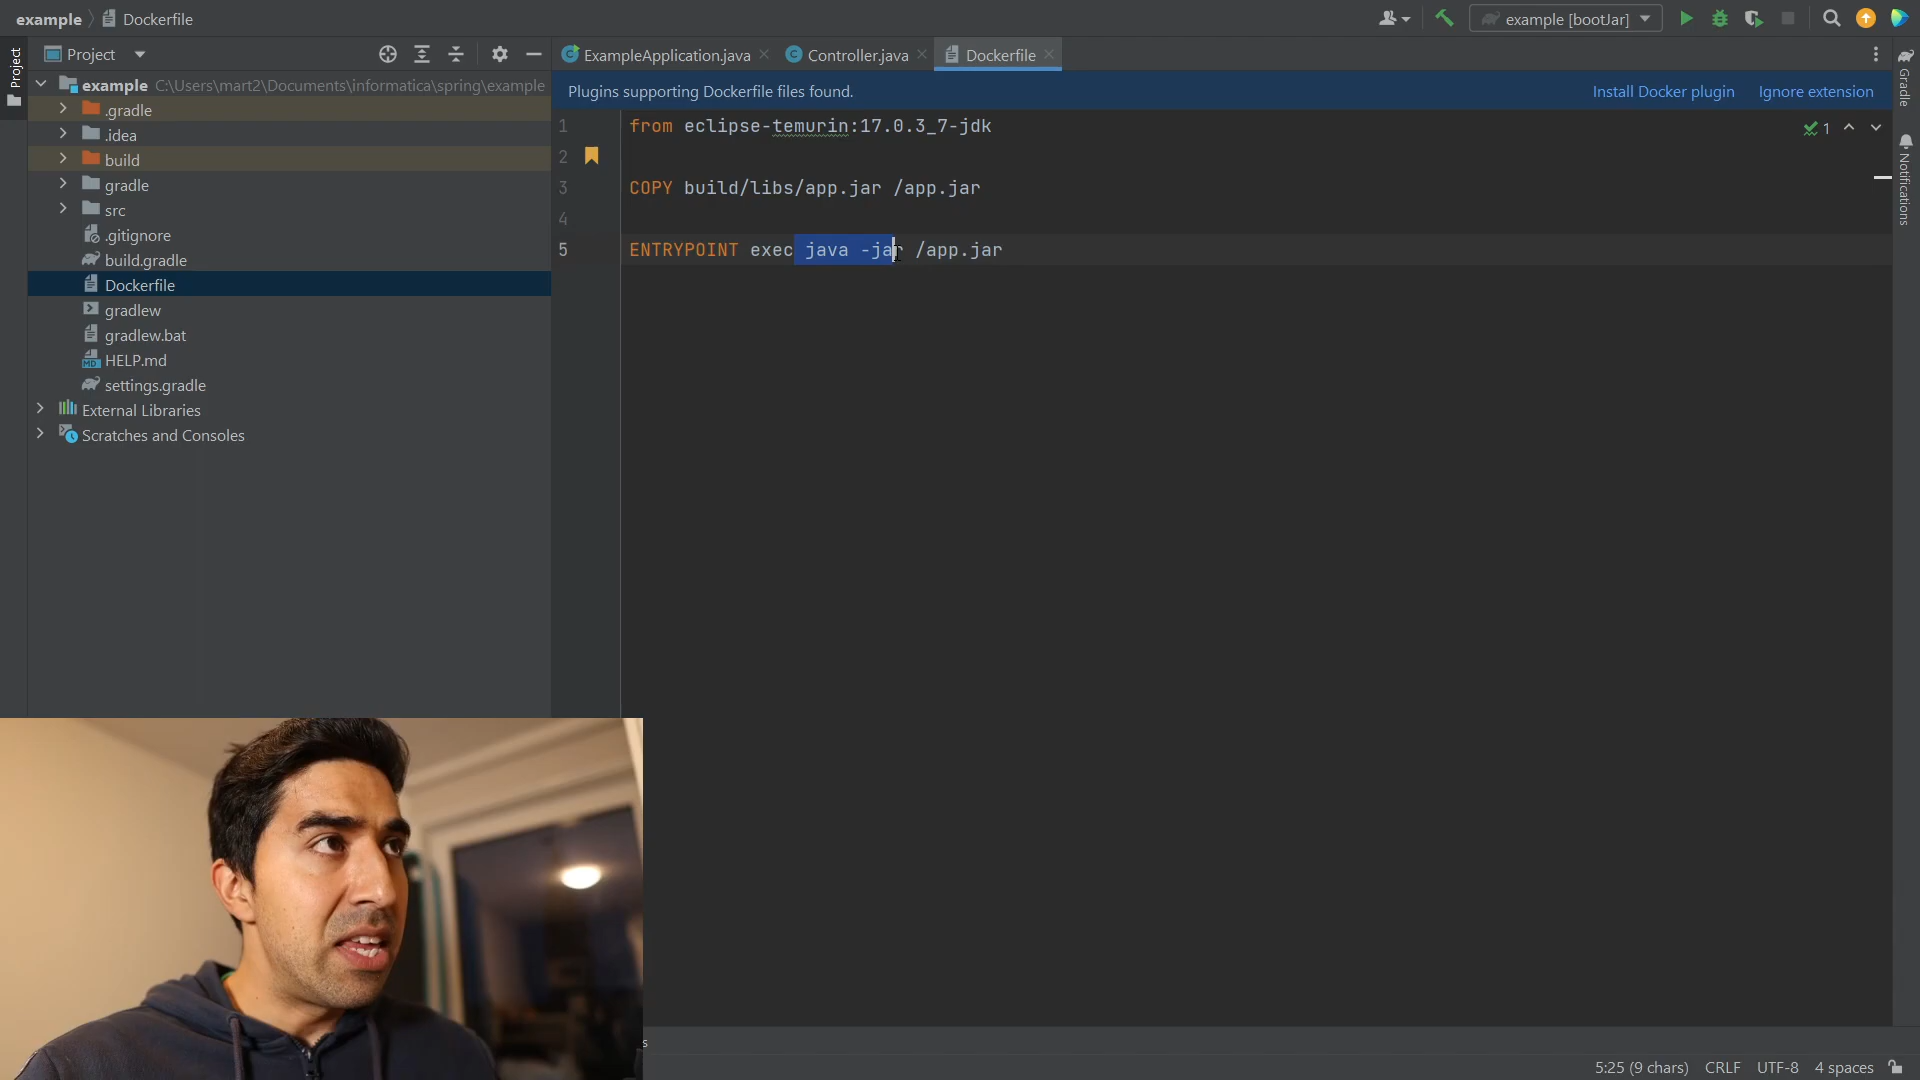 example
Dockerfile
example [bootJar]
Project
Project
ExampleApplication.java
Controller.java
Dockerfile
example C:\Users\mart2\Documents\informatica\spring\example
.gradle
.idea
build
gradle
src
.gitignore
build.gradle
Dockerfile
gradlew
gradlew.bat
HELP.md
settings.gradle
External Libraries
Scratches and Consoles
Plugins supporting Dockerfile files found.
Install Docker plugin
Ignore extension
1 from eclipse-temurin:17.0.3_7-jdk
2
3 COPY build/libs/app.jar /app.jar
4
5 ENTRYPOINT exec java -jar /app.jar
1
Gradle
Notifications
s
5:25 (9 chars)
CRLF
UTF-8
4 spaces